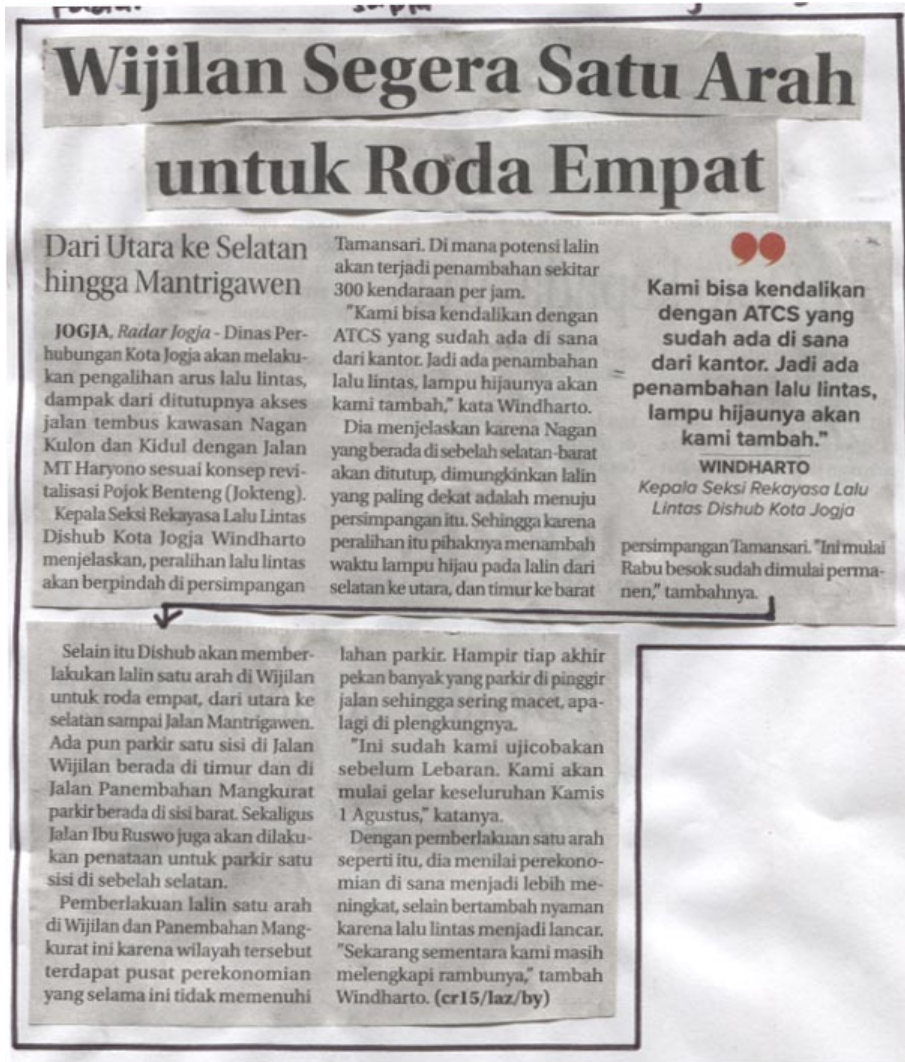 Wijilan Segera Satu Arah
untuk Roda Empat
Dari Utara ke Selatan
hingga Mantrigawen
JOGJA, Radar Jogja - Dinas Per-
hubungan Kota Jogja akan melaku-
kan pengalihan arus lalu lintas,
dampak dari ditutupnya akses
jalan tembus kawasan Nagan
Kulon dan Kidul dengan Jalan
MT Haryono sesuai konsep revi-
talisasi Pojok Benteng (Jokteng).
Kepala Seksi Rekayasa Lalu Lintas
Dishub Kota Jogja Windharto
menjelaskan, peralihan lalu lintas
akan berpindah di persimpangan
Tamansari. Di mana potensi lalin
akan terjadi penambahan sekitar
300 kendaraan per jam.
"Kami bisa kendalikan dengan
ATCS yang sudah ada di sana
dari kantor. Jadi ada penambahan
lalu lintas, lampu hijaunya akan
kami tambah," kata Windharto.
Dia menjelaskan karena Nagan
yang berada di sebelah selatan-barat
akan ditutup, dimungkinkan lalin
yang paling dekat adalah menuju
persimpangan itu. Sehingga karena
peralihan itu pihaknya menambah
waktu lampu hijau pada lalin dari
selatan ke utara, dan timur ke barat
"
Kami bisa kendalikan
dengan ATCS yang
sudah ada di sana
dari kantor. Jadi ada
penambahan lalu lintas,
lampu hijaunya akan
kami tambah."
WINDHARTO
Kepala Seksi Rekayasa Lalu
Lintas Dishub Kota Jogja
persimpangan Tamansari. "Ini mulai
Rabu besok sudah dimulai perma-
nen," tambahnya.
Selain itu Dishub akan member-
lakukan lalin satu arah di Wijilan
untuk roda empat, dari utara ke
selatan sampai Jalan Mantrigawen.
Ada pun parkir satu sisi di Jalan
Wijilan berada di timur dan di
Jalan Panembahan Mangkurat
parkir berada di sisi barat. Sekaligus
Jalan Ibu Ruswo juga akan dilaku-
kan penataan untuk parkir satu
sisi di sebelah selatan.
Pemberlakuan lalin satu arah
di Wijilan dan Panembahan Mang-
kurat ini karena wilayah tersebut
terdapat pusat perekonomian
yang selama ini tidak memenuhi
lahan parkir. Hampir tiap akhir
pekan banyak yang parkir di pinggir
jalan sehingga sering macet, apa-
lagi di plengkungnya.
"Ini sudah kami ujicobakan
sebelum Lebaran. Kami akan
mulai gelar keseluruhan Kamis
1 Agustus," katanya.
Dengan pemberlakuan satu arah
seperti itu, dia menilai perekono-
mian di sana menjadi lebih me-
ningkat, selain bertambah nyaman
karena lalu lintas menjadi lancar.
"Sekarang sementara kami masih
melengkapi rambunya," tambah
Windharto. (cr15/laz/by)